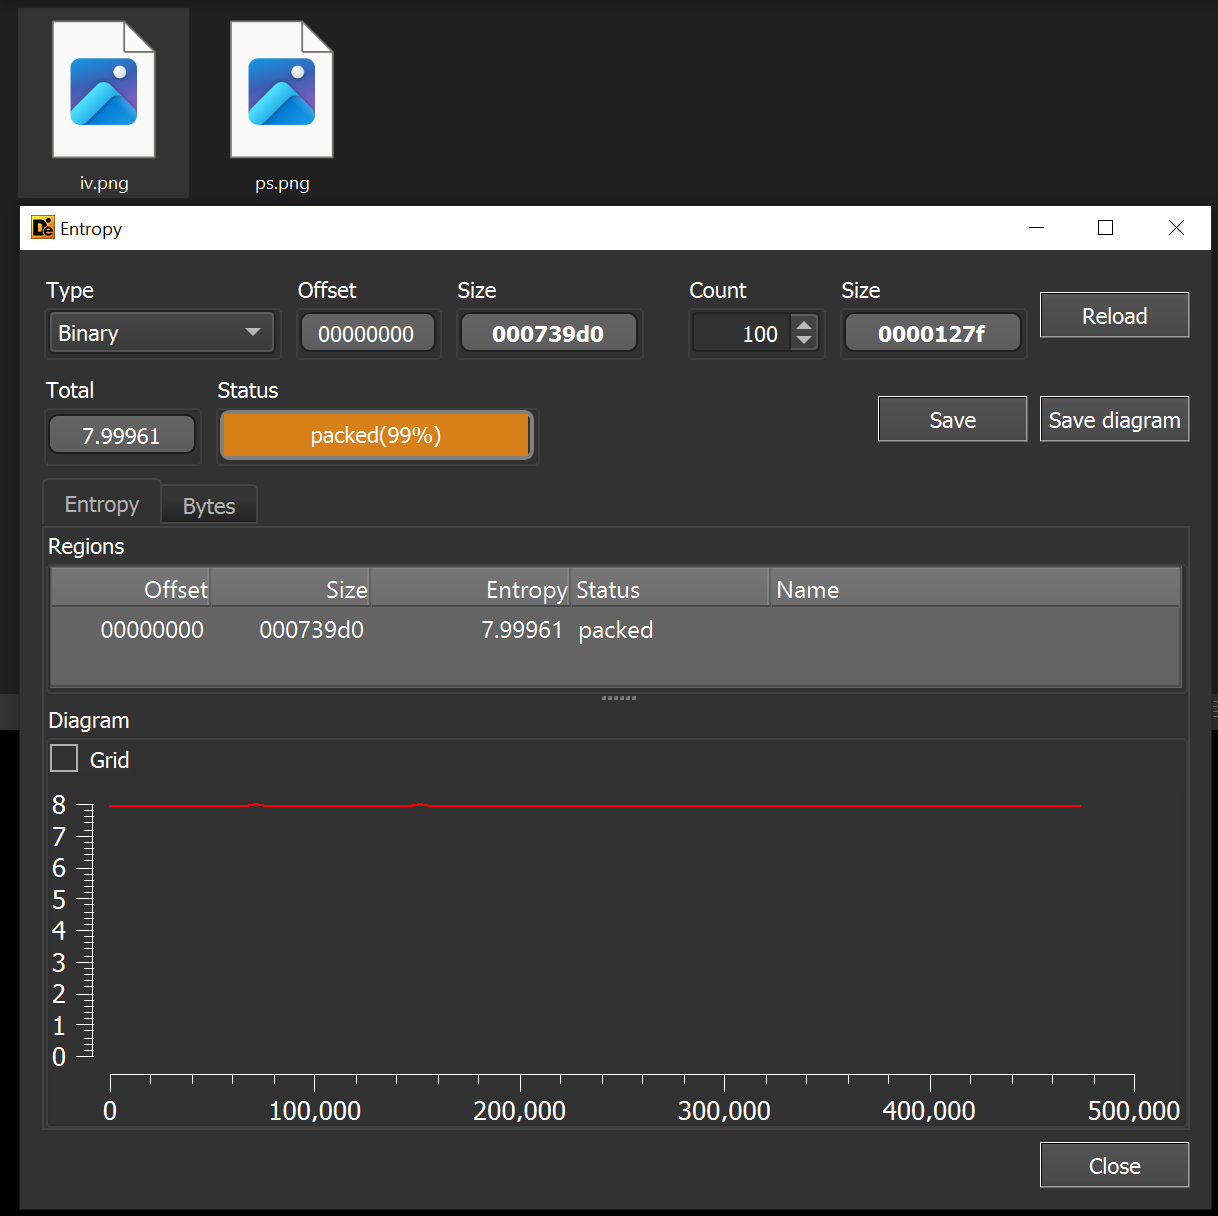 iv.png ps.png
Entropy
Type Offset Size Count Size
Binary 00000000 000739d0 100 0000127f Reload
Total Status
7.99961 packed(99%) Save Save diagram
Entropy Bytes
Regions
Offset Size Entropy Status Name
00000000 000739d0 7.99961 packed
Diagram
Grid
8
7
6
5
4
3
2
1
0
0 100,000 200,000 300,000 400,000 500,000
Close